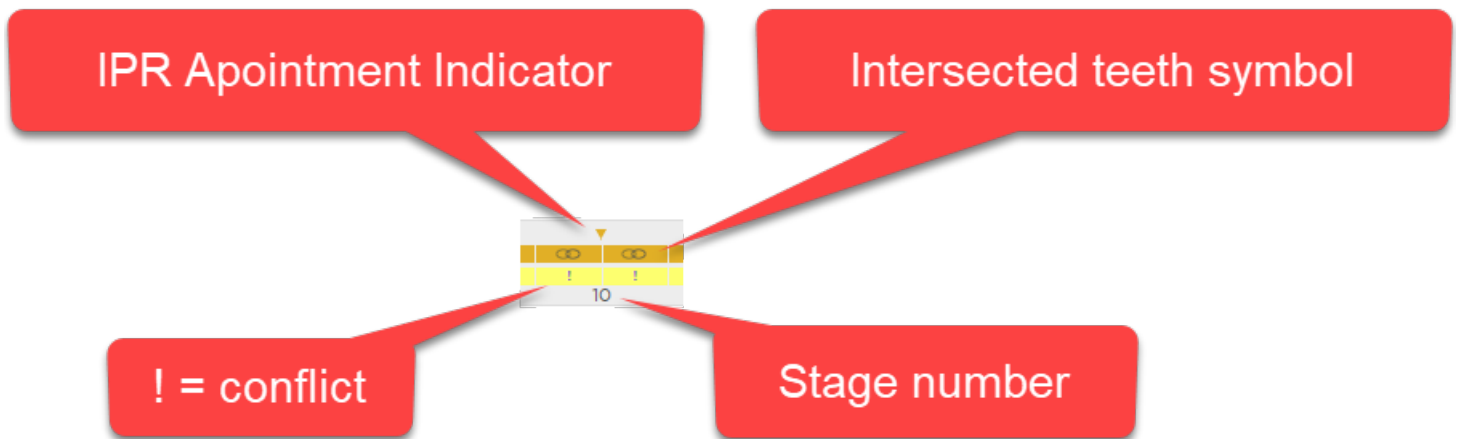 IPR Apointment Indicator
Intersected teeth symbol
! !
10
! = conflict
Stage number